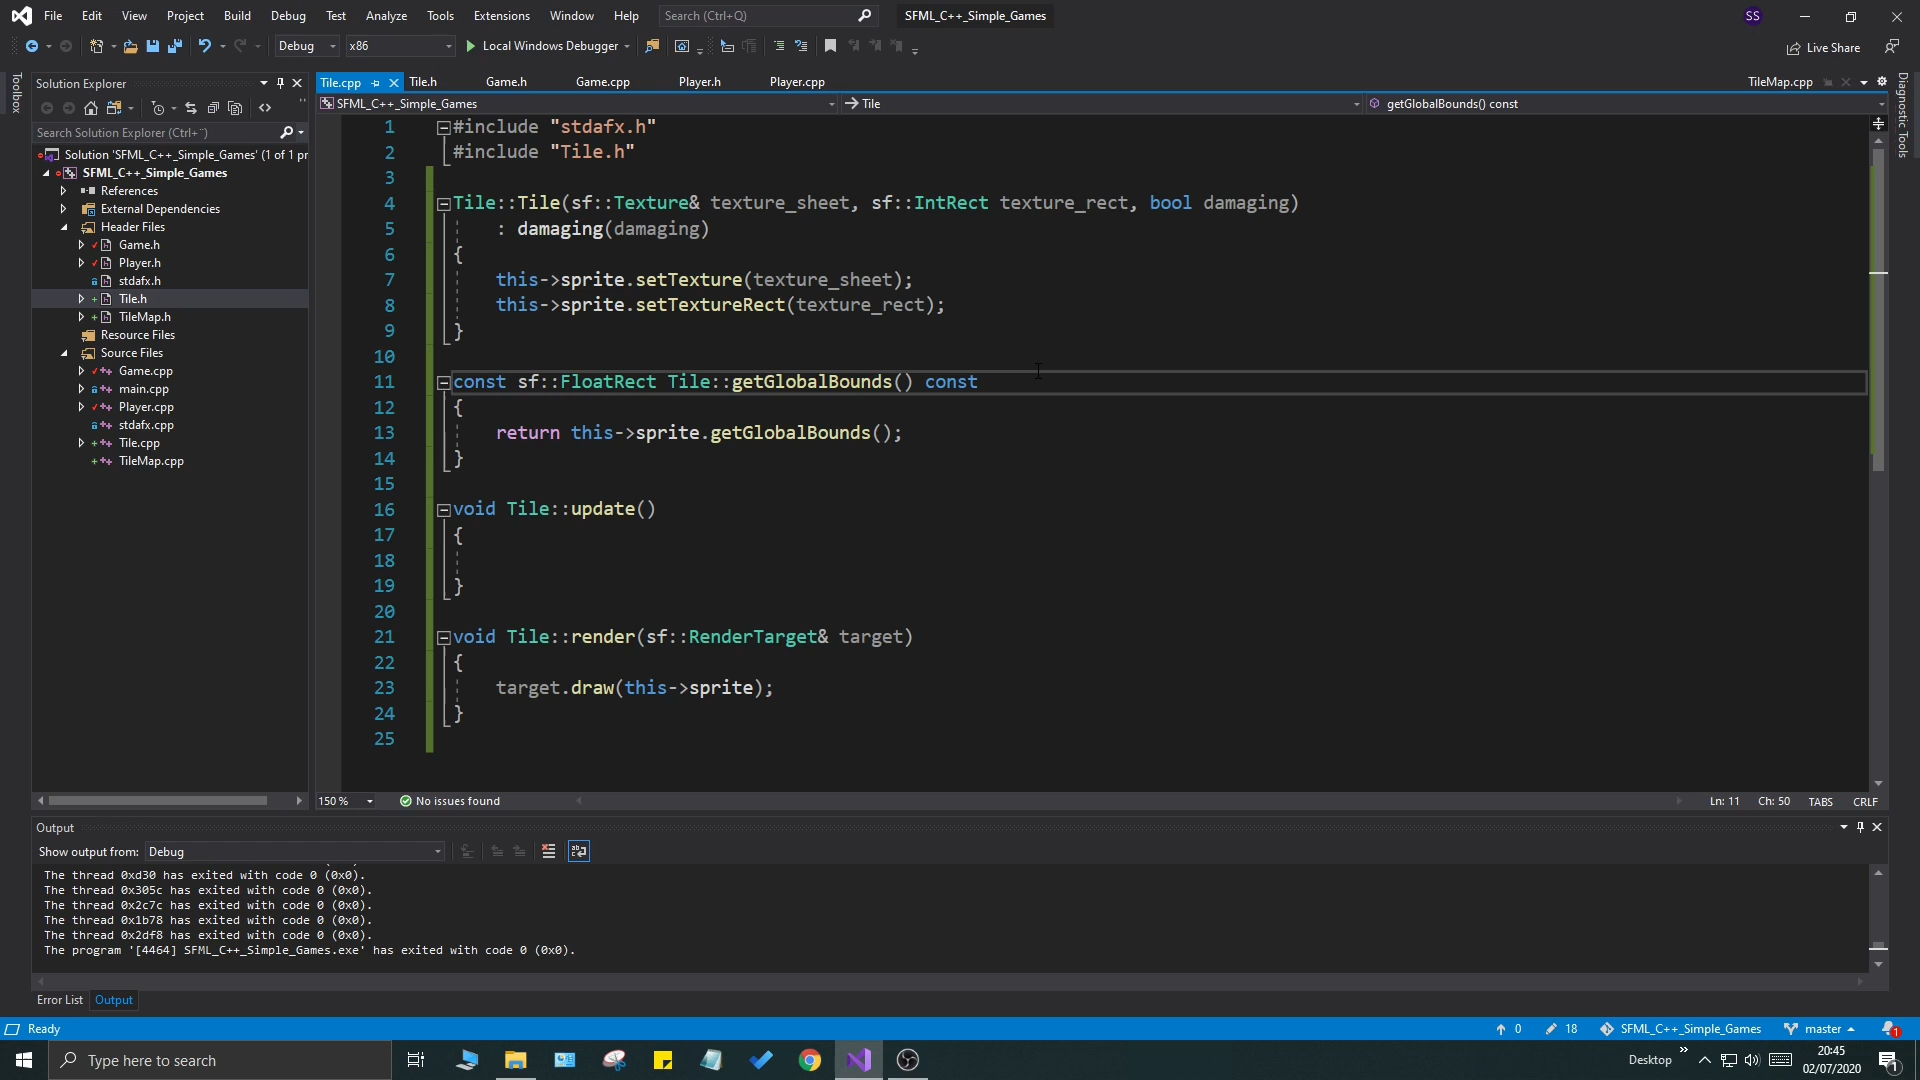 File Edit View Project Build Debug Test Analyze Tools Extensions Window Help Search (Ctrl+Q) SFML_C++_Simple_Games SS
Debug x86 Local Windows Debugger Live Share
Toolbox
Solution Explorer
Search Solution Explorer (Ctrl+¨)
Solution 'SFML_C++_Simple_Games' (1 of 1 pr
SFML_C++_Simple_Games
References
External Dependencies
Header Files
Game.h
Player.h
stdafx.h
Tile.h
TileMap.h
Resource Files
Source Files
Game.cpp
main.cpp
Player.cpp
stdafx.cpp
Tile.cpp
TileMap.cpp
Tile.cpp Tile.h Game.h Game.cpp Player.h Player.cpp TileMap.cpp
SFML_C++_Simple_Games Tile getGlobalBounds() const
1 #include "stdafx.h"
2 #include "Tile.h"
3
4 Tile::Tile(sf::Texture& texture_sheet, sf::IntRect texture_rect, bool damaging)
5 : damaging(damaging)
6 {
7 this->sprite.setTexture(texture_sheet);
8 this->sprite.setTextureRect(texture_rect);
9 }
10
11 const sf::FloatRect Tile::getGlobalBounds() const
12 {
13 return this->sprite.getGlobalBounds();
14 }
15
16 void Tile::update()
17 {
18
19 }
20
21 void Tile::render(sf::RenderTarget& target)
22 {
23 target.draw(this->sprite);
24 }
25
150 % No issues found Ln: 11 Ch: 50 TABS CRLF
Diagnostic Tools
Output
Show output from: Debug
The thread 0xd30 has exited with code 0 (0x0).
The thread 0x305c has exited with code 0 (0x0).
The thread 0x2c7c has exited with code 0 (0x0).
The thread 0x1b78 has exited with code 0 (0x0).
The thread 0x2df8 has exited with code 0 (0x0).
The program '[4464] SFML_C++_Simple_Games.exe' has exited with code 0 (0x0).
Error List Output
Ready 0 18 SFML_C++_Simple_Games master 1
Type here to search Desktop 20:45
02/07/2020 1